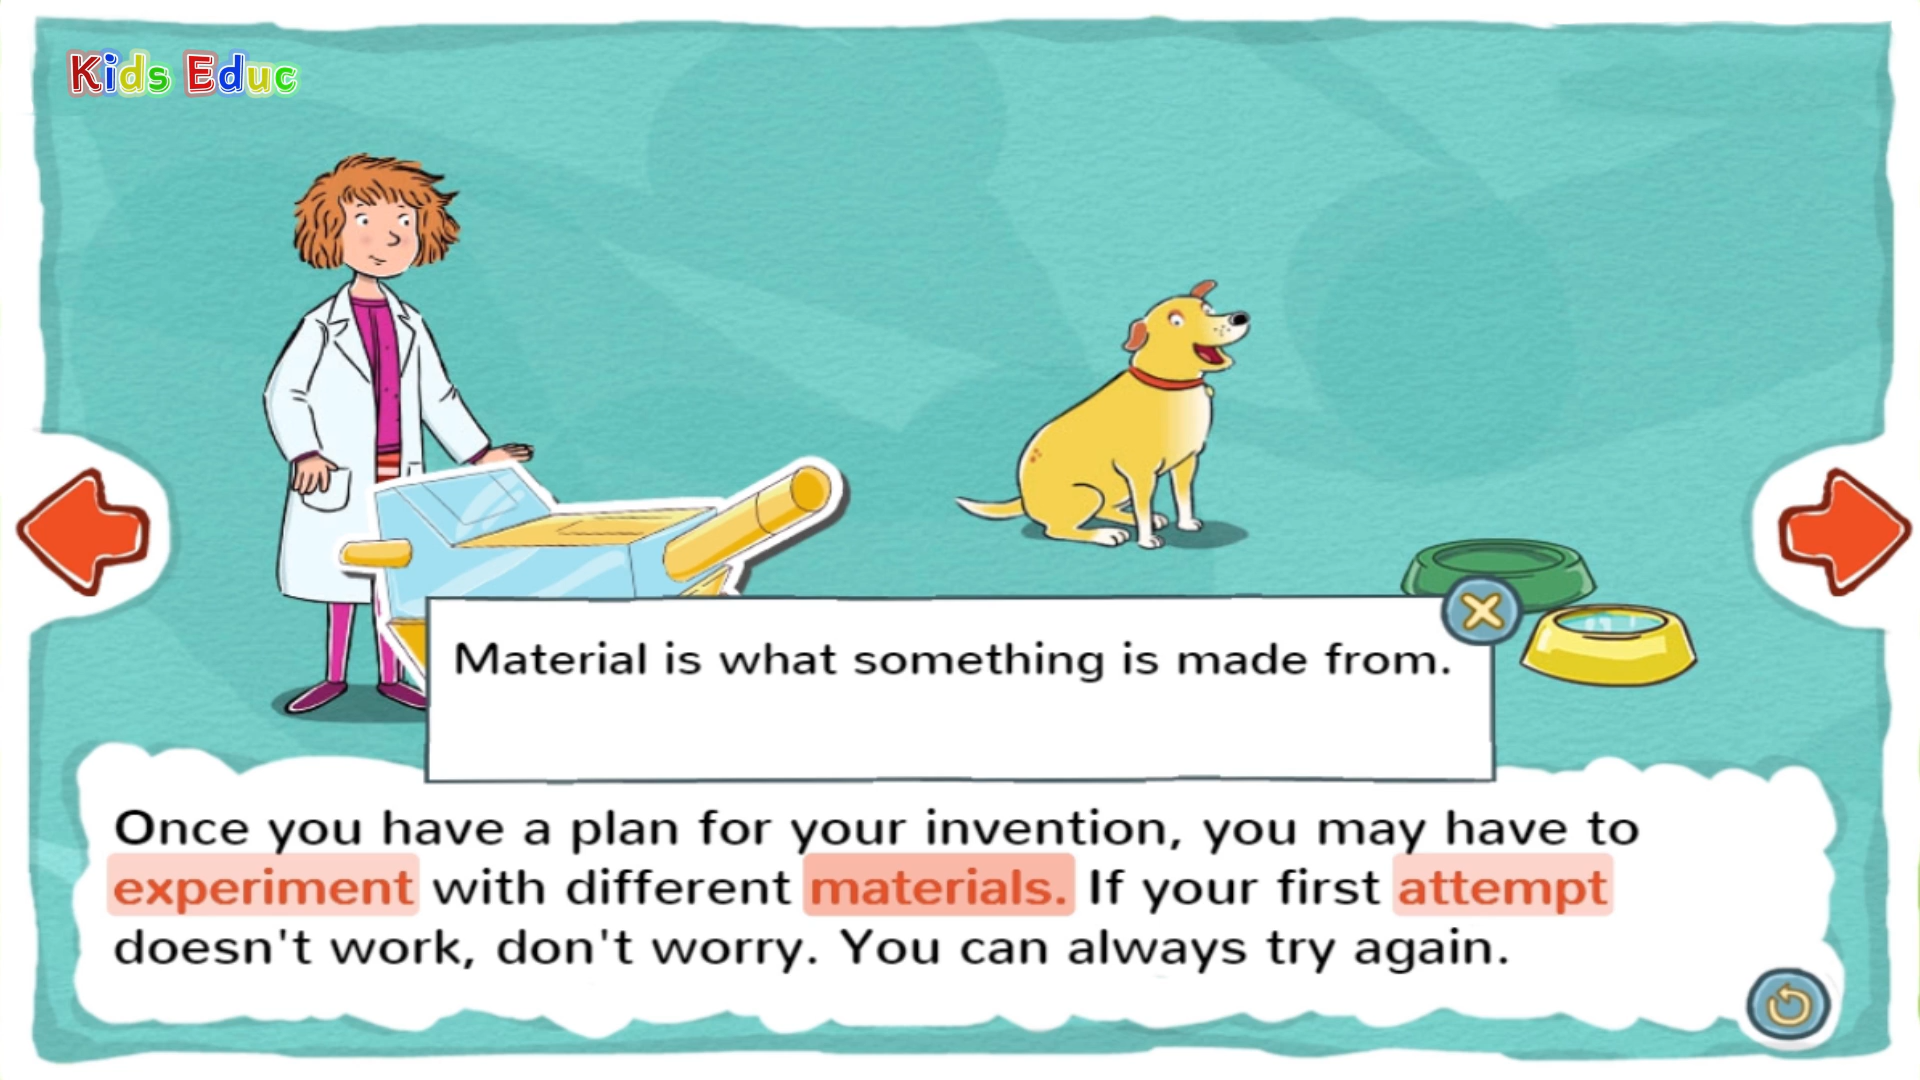 Kids Educ
Material is what something is made from.
Once you have a plan for your invention, you may have to
experiment with different materials. If your first attempt
doesn't work, don't worry. You can always try again.